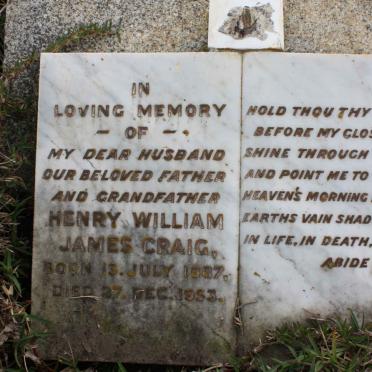 IN
LOVING MEMORY
— OF —
MY DEAR HUSBAND
OUR BELOVED FATHER
AND GRANDFATHER
HENRY WILLIAM
JAMES CRAIG,
BORN 13. JULY 1887.
DIED 27. DEC. 1953.
HOLD THOU THY
BEFORE MY CLOS
SHINE THROUGH
AND POINT ME TO
HEAVEN'S MORNING
EARTHS VAIN SHAD
IN LIFE, IN DEATH,
ABIDE